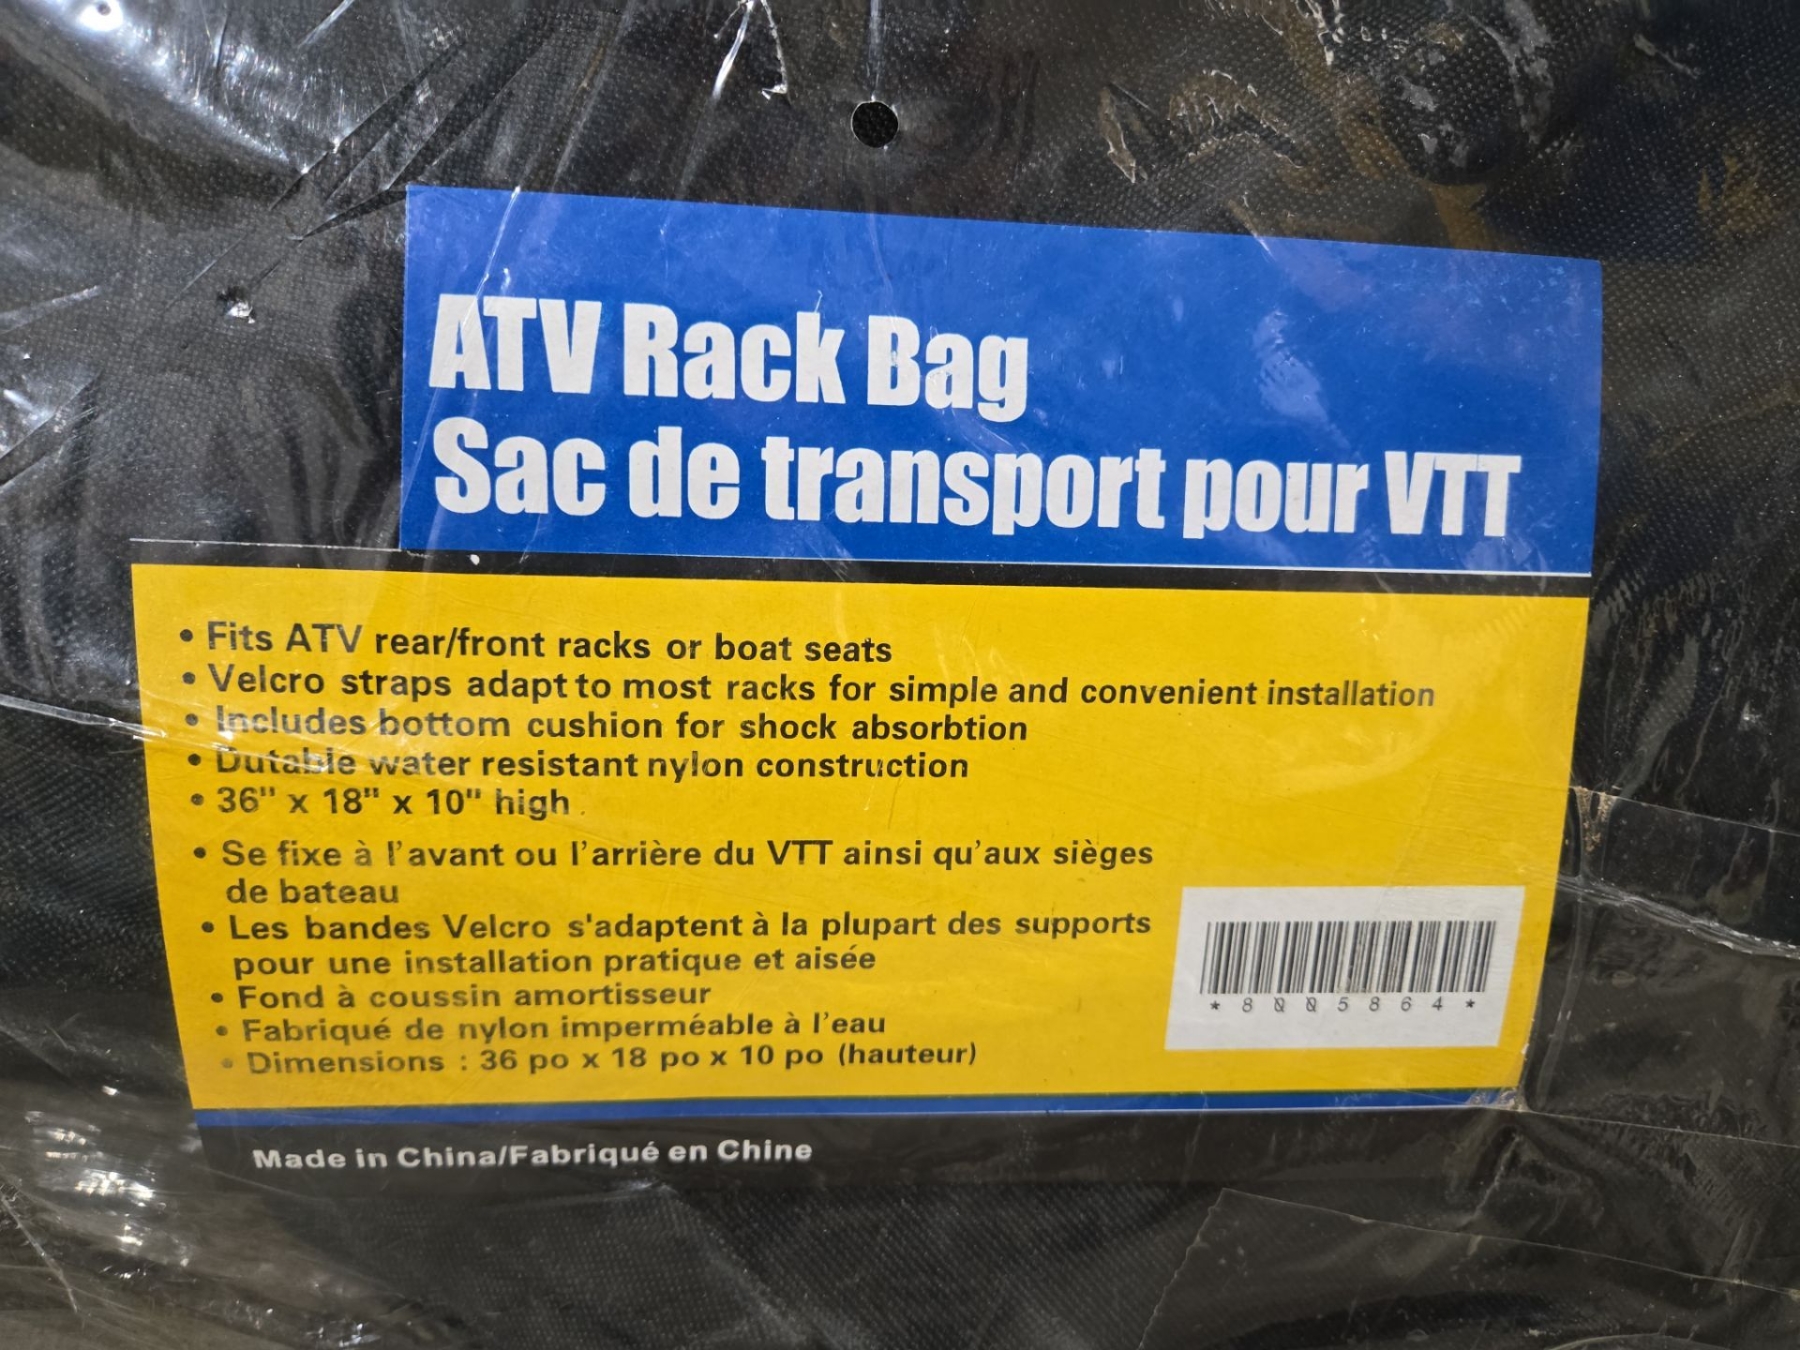 ATV Rack Bag
Sac de transport pour VTT
• Fits ATV rear/front racks or boat seats
• Velcro straps adapt to most racks for simple and convenient installation
• Includes bottom cushion for shock absorbtion
• Dutable water resistant nylon construction
• 36" x 18" x 10" high
• Se fixe à l'avant ou l'arrière du VTT ainsi qu'aux sièges
de bateau
• Les bandes Velcro s'adaptent à la plupart des supports
pour une installation pratique et aisée
• Fond à coussin amortisseur
• Fabriqué de nylon imperméable à l'eau
• Dimensions : 36 po x 18 po x 10 po (hauteur)
*8005864*
Made in China/Fabriqué en Chine